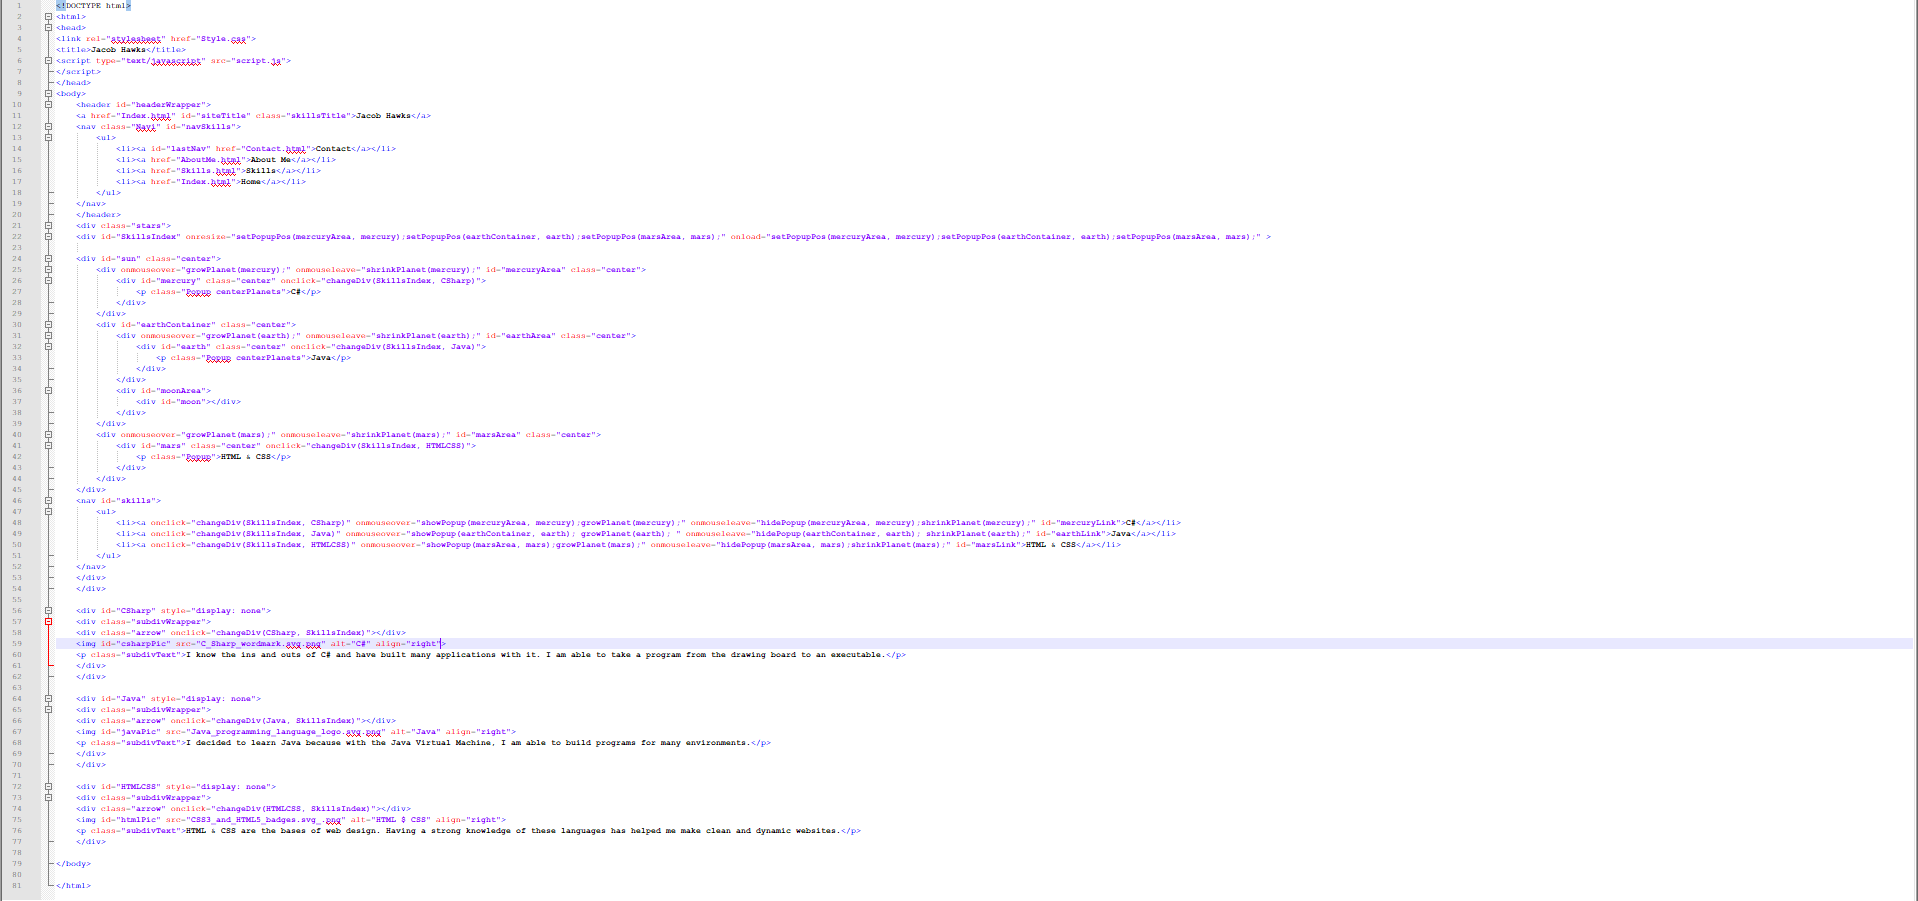 1 <!DOCTYPE html>
2 <html>
3 <head>
4 <link rel="stylesheet" href="Style.css">
5 <title>Jacob Hawks</title>
6 <script type="text/javascript" src="script.js">
7 </script>
8 </head>
9 <body>
10 <header id="headerWrapper">
11 <a href="Index.html" id="siteTitle" class="skillsTitle">Jacob Hawks</a>
12 <nav class="Navi" id="navSkills">
13 <ul>
14 <li><a id="lastNav" href="Contact.html">Contact</a></li>
15 <li><a href="AboutMe.html">About Me</a></li>
16 <li><a href="Skills.html">Skills</a></li>
17 <li><a href="Index.html">Home</a></li>
18 </ul>
19 </nav>
20 </header>
21 <div class="stars">
22 <div id="SkillsIndex" onresize="setPopupPos(mercuryArea, mercury);setPopupPos(earthContainer, earth);setPopupPos(marsArea, mars);" onload="setPopupPos(mercuryArea, mercury);setPopupPos(earthContainer, earth);setPopupPos(marsArea, mars);" >
23
24 <div id="sun" class="center">
25 <div onmouseover="growPlanet(mercury);" onmouseleave="shrinkPlanet(mercury);" id="mercuryArea" class="center">
26 <div id="mercury" class="center" onclick="changeDiv(SkillsIndex, CSharp)">
27 <p class="Popup centerPlanets">C#</p>
28 </div>
29 </div>
30 <div id="earthContainer" class="center">
31 <div onmouseover="growPlanet(earth);" onmouseleave="shrinkPlanet(earth);" id="earthArea" class="center">
32 <div id="earth" class="center" onclick="changeDiv(SkillsIndex, Java)">
33 <p class="Popup centerPlanets">Java</p>
34 </div>
35 </div>
36 <div id="moonArea">
37 <div id="moon"></div>
38 </div>
39 </div>
40 <div onmouseover="growPlanet(mars);" onmouseleave="shrinkPlanet(mars);" id="marsArea" class="center">
41 <div id="mars" class="center" onclick="changeDiv(SkillsIndex, HTMLCSS)">
42 <p class="Popup">HTML & CSS</p>
43 </div>
44 </div>
45 </div>
46 <nav id="skills">
47 <ul>
48 <li><a onclick="changeDiv(SkillsIndex, CSharp)" onmouseover="showPopup(mercuryArea, mercury);growPlanet(mercury);" onmouseleave="hidePopup(mercuryArea, mercury);shrinkPlanet(mercury);" id="mercuryLink">C#</a></li>
49 <li><a onclick="changeDiv(SkillsIndex, Java)" onmouseover="showPopup(earthContainer, earth); growPlanet(earth); " onmouseleave="hidePopup(earthContainer, earth); shrinkPlanet(earth);" id="earthLink">Java</a></li>
50 <li><a onclick="changeDiv(SkillsIndex, HTMLCSS)" onmouseover="showPopup(marsArea, mars);growPlanet(mars);" onmouseleave="hidePopup(marsArea, mars);shrinkPlanet(mars);" id="marsLink">HTML & CSS</a></li>
51 </ul>
52 </nav>
53 </div>
54 </div>
55
56 <div id="CSharp" style="display: none">
57 <div class="subdivWrapper">
58 <div class="arrow" onclick="changeDiv(CSharp, SkillsIndex)"></div>
59 <img id="csharpPic" src="C_Sharp_wordmark.svg.png" alt="C#" align="right">
60 <p class="subdivText">I know the ins and outs of C# and have built many applications with it. I am able to take a program from the drawing board to an executable.</p>
61 </div>
62 </div>
63
64 <div id="Java" style="display: none">
65 <div class="subdivWrapper">
66 <div class="arrow" onclick="changeDiv(Java, SkillsIndex)"></div>
67 <img id="javaPic" src="Java_programming_language_logo.svg.png" alt="Java" align="right">
68 <p class="subdivText">I decided to learn Java because with the Java Virtual Machine, I am able to build programs for many environments.</p>
69 </div>
70 </div>
71
72 <div id="HTMLCSS" style="display: none">
73 <div class="subdivWrapper">
74 <div class="arrow" onclick="changeDiv(HTMLCSS, SkillsIndex)"></div>
75 <img id="htmlPic" src="CSS3_and_HTML5_badges.svg_.png" alt="HTML $ CSS" align="right">
76 <p class="subdivText">HTML & CSS are the bases of web design. Having a strong knowledge of these languages has helped me make clean and dynamic websites.</p>
77 </div>
78
79 </body>
80
81 </html>